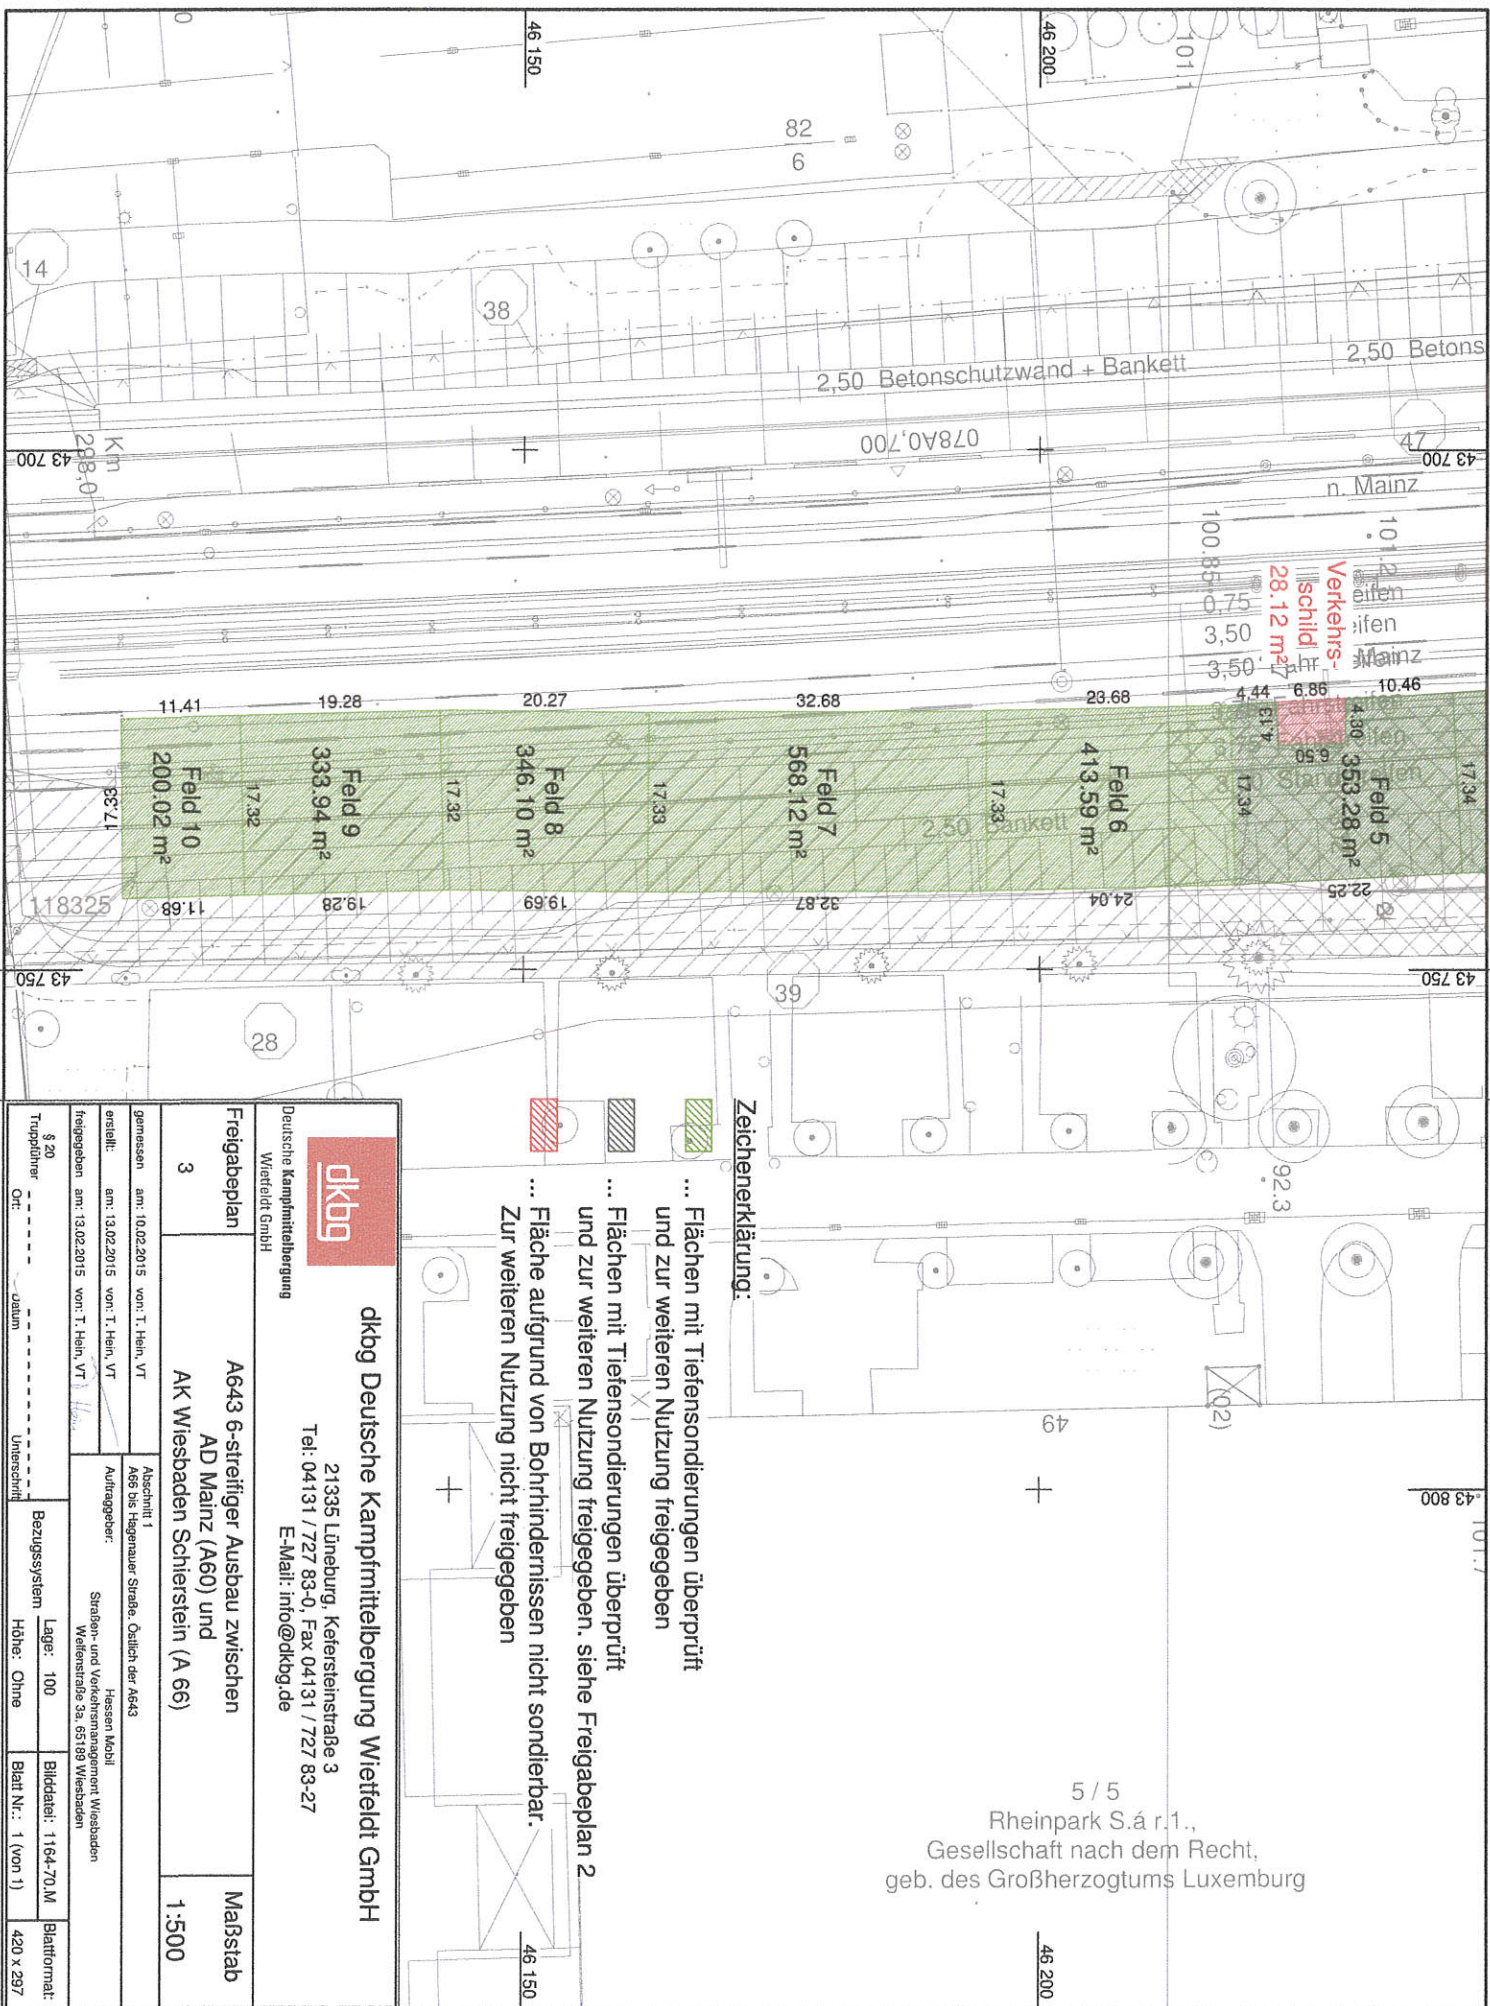 46 150
46 200
101.1
82
6
14
38
2,50 Betonschutzwand + Bankett
2,50 Betons
078A0,700
47
43 700
Km
288,0
43 700
n. Mainz
101.2
100.85
Verkehrs-
schild
28.12 m²
0,75
eifen
3,50
eifen
3,50
Mainz
11.41
19.28
20.27
32.68
23.68
4.44
6.86
10.46
4.13
4.80
6.50
Feld 10
200.02 m²
Feld 9
333.94 m²
Feld 8
346.10 m²
Feld 7
568.12 m²
Feld 6
413.59 m²
Feld 5
353.28 m²
17.33
17.32
17.32
17.33
17.33
17.34
17.34
2,50 Bankett
118325
11.68
19.28
19.69
32.87
24.04
22.25
43 750
43 750
28
39
92.3
49
(02)
43 800
101.7
Zeichenerklärung:
... Flächen mit Tiefensondierungen überprüft
und zur weiteren Nutzung freigegeben
... Flächen mit Tiefensondierungen überprüft
und zur weiteren Nutzung freigegeben. siehe Freigabeplan 2
... Fläche aufgrund von Bohrhindernissen nicht sondierbar.
Zur weiteren Nutzung nicht freigegeben
5 / 5
Rheinpark S.á r.1.,
Gesellschaft nach dem Recht,
geb. des Großherzogtums Luxemburg
46 150
46 200
dkbg
Deutsche Kampfmittelbergung
Wietfeldt GmbH
dkbg Deutsche Kampfmittelbergung Wietfeldt GmbH
21335 Lüneburg, Kefersteinstraße 3
Tel: 04131 / 727 83-0, Fax 04131 / 727 83-27
E-Mail: info@dkbg.de
Freigabeplan
3
A643 6-streifiger Ausbau zwischen
AD Mainz (A60) und
AK Wiesbaden Schierstein (A 66)
Maßstab
1:500
gemessen am: 10.02.2015 von: T. Hein, VT
erstellt: am: 13.02.2015 von: T. Hein, VT
freigegeben am: 13.02.2015 von: T. Hein, VT
Abschnitt 1
A66 bis Hagenauer Straße. Östlich der A643
Auftraggeber:
Hessen Mobil
Straßen- und Verkehrsmanagement Wiesbaden
Welfenstraße 3a, 65189 Wiesbaden
§ 20
Truppführer
Ort:
Datum
Unterschrift
Bezugssystem
Lage: 100
Höhe: Ohne
Bilddatei: 1164-70.M
Blatt Nr.: 1 (von 1)
Blattformat:
420 x 297